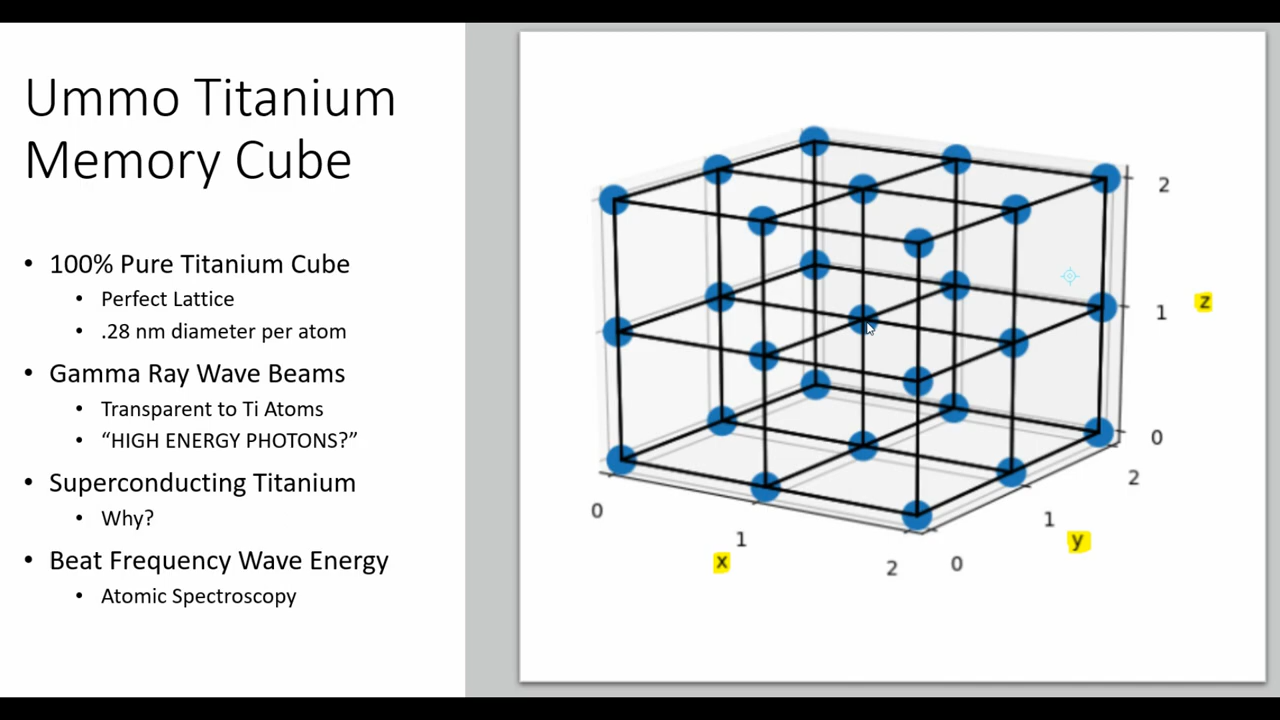 Ummo Titanium
Memory Cube
• 100% Pure Titanium Cube
• Perfect Lattice
• .28 nm diameter per atom
• Gamma Ray Wave Beams
• Transparent to Ti Atoms
• “HIGH ENERGY PHOTONS?”
• Superconducting Titanium
• Why?
• Beat Frequency Wave Energy
• Atomic Spectroscopy
2
1
z
0
2
1
y
0
0
1
x
2